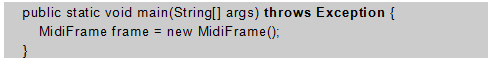 public static void main(String[] args) throws Exception {
MidiFrame frame = new MidiFrame();
}